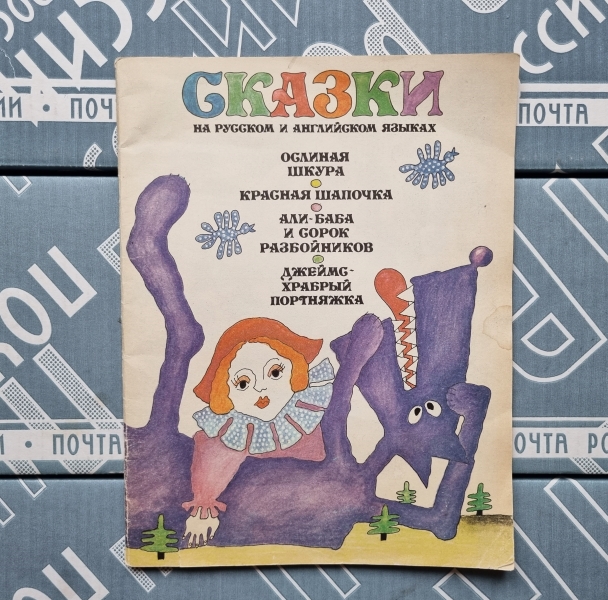 СКАЗКИ
НА РУССКОМ И АНГЛИЙСКОМ ЯЗЫКАХ
ОСЛИНАЯ
ШКУРА
КРАСНАЯ ШАПОЧКА
АЛИ-БАБА
И СОРОК
РАЗБОЙНИКОВ
ДЖЕЙМС-
ХРАБРЫЙ
ПОРТНЯЖКА
ПОЧТА
ПОЧТА
ПОЧТА
ПОЧТА